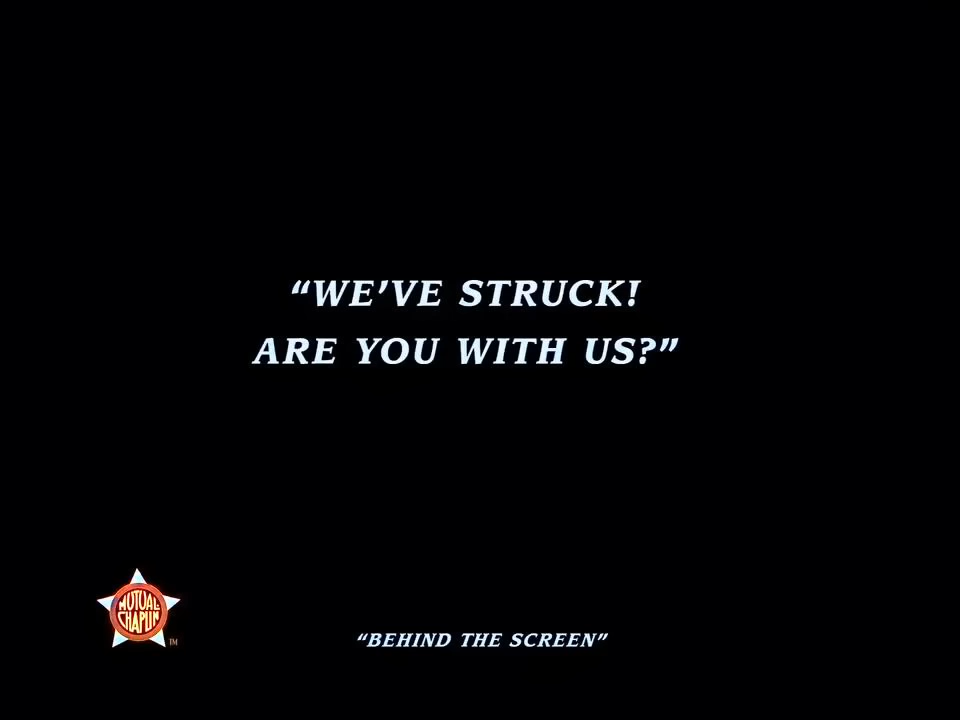 “WE’VE STRUCK!
ARE YOU WITH US?”
MUTUAL
CHAPLIN
TM
“BEHIND THE SCREEN”